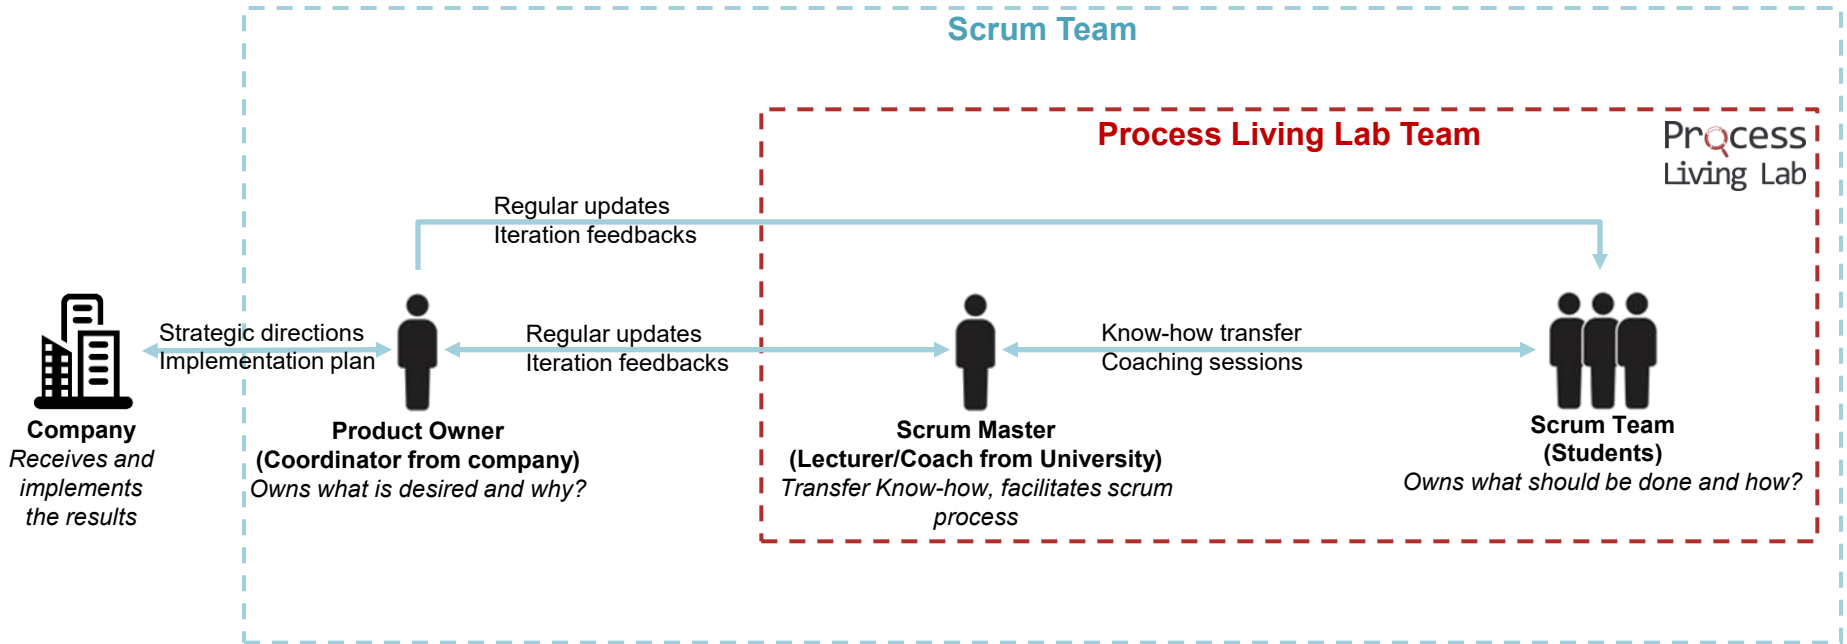 Scrum Team
Process Living Lab Team
Process
Living Lab
Regular updates
Iteration feedbacks
Strategic directions
Implementation plan
Regular updates
Iteration feedbacks
Know-how transfer
Coaching sessions
Company
Receives and
implements
the results
Product Owner
(Coordinator from company)
Owns what is desired and why?
Scrum Master
(Lecturer/Coach from University)
Transfer Know-how, facilitates scrum
process
Scrum Team
(Students)
Owns what should be done and how?